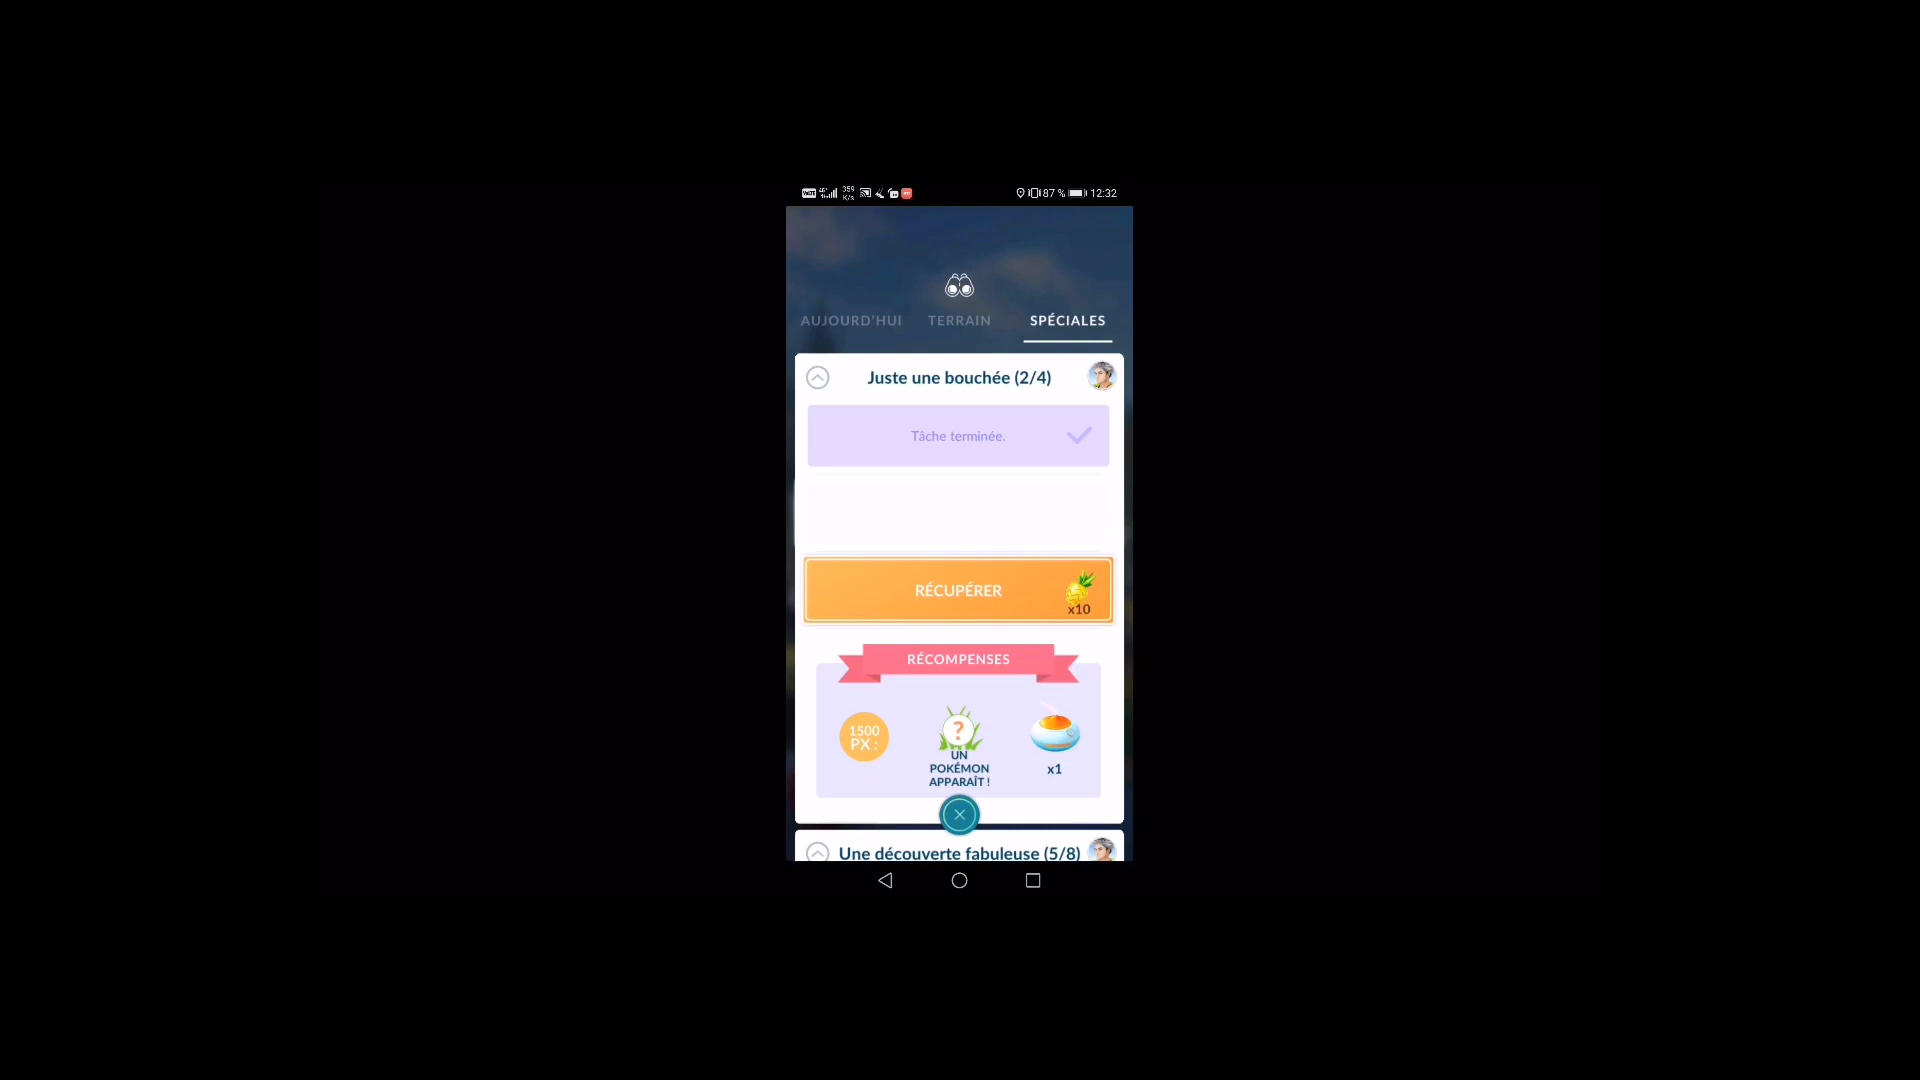 359
K/s
87 % 12:32
AUJOURD'HUI TERRAIN SPÉCIALES
Juste une bouchée (2/4)
Tâche terminée.
RÉCUPÉRER
x10
RÉCOMPENSES
1500
PX :
?
UN
POKÉMON
APPARAÎT !
x1
Une découverte fabuleuse (5/8)